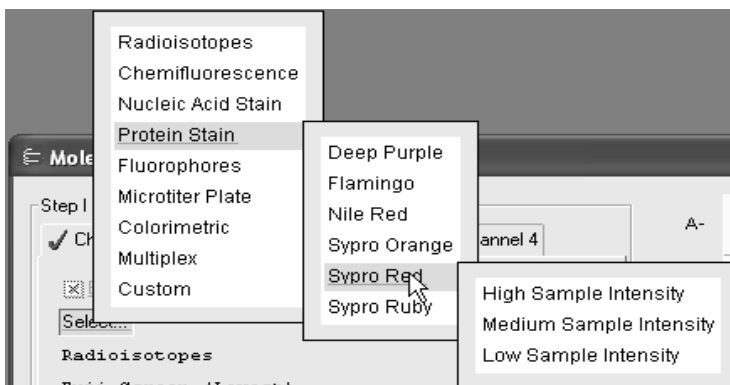 Radioisotopes
Chemifluorescence
Nucleic Acid Stain
Protein Stain
Fluorophores
Microtiter Plate
Colorimetric
Multiplex
Custom
Deep Purple
Flamingo
Nile Red
Sypro Orange
Sypro Red
Sypro Ruby
High Sample Intensity
Medium Sample Intensity
Low Sample Intensity
Mole
Step I
Ch
annel 4
A-
Select...
Radioisotopes